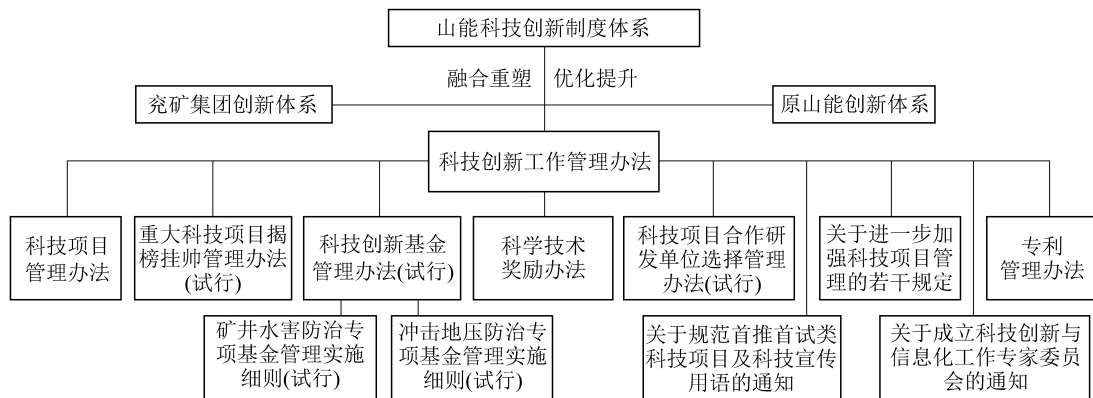 山能科技创新制度体系
融合重塑 优化提升
兖矿集团创新体系
原山能创新体系
科技创新工作管理办法
科技项目
管理办法
重大科技项目揭
榜挂帅管理办法
(试行)
科技创新基金
管理办法(试行)
科学技术
奖励办法
科技项目合作研
发单位选择管理
办法(试行)
关于进一步加
强科技项目管
理的若干规定
专利
管理办法
矿井水害防治专
项基金管理实施
细则(试行)
冲击地压防治专
项基金管理实施
细则(试行)
关于规范首推首试类
科技项目及科技宣传
用语的通知
关于成立科技创新与
信息化工作专家委员
会的通知